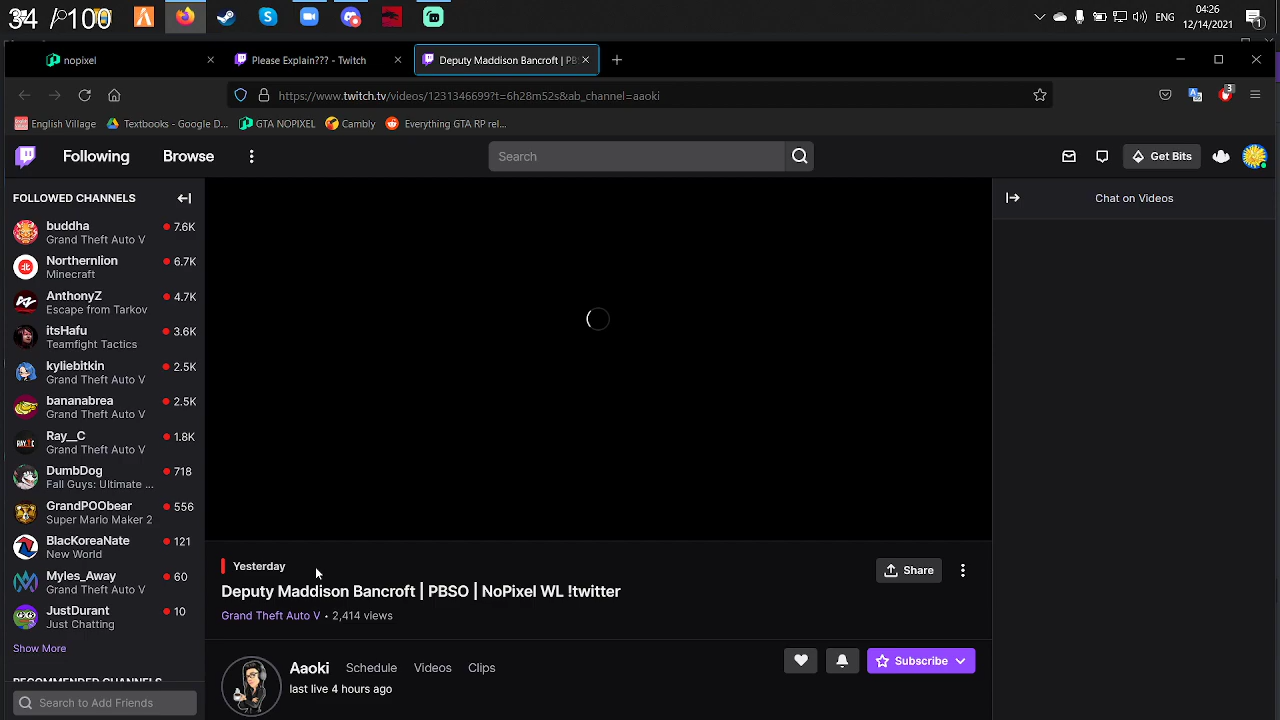 34
100
ENG
04:26
12/14/2021
1
nopixel
Please Explain??? - Twitch
Deputy Maddison Bancroft | PB
https://www.twitch.tv/videos/1231346699?t=6h28m52s&ab_channel=aaoki
3
English Village
Textbooks - Google D...
GTA NOPIXEL
Cambly
Everything GTA RP rel...
Following
Browse
Search
Get Bits
FOLLOWED CHANNELS
Chat on Videos
buddha
7.6K
Grand Theft Auto V
Northernlion
6.7K
Minecraft
AnthonyZ
4.7K
Escape from Tarkov
itsHafu
3.6K
Teamfight Tactics
kyliebitkin
2.5K
Grand Theft Auto V
bananabrea
2.5K
Grand Theft Auto V
Ray__C
1.8K
Grand Theft Auto V
DumbDog
718
Fall Guys: Ultimate ...
GrandPOObear
556
Super Mario Maker 2
BlacKoreaNate
121
New World
Myles_Away
60
Grand Theft Auto V
JustDurant
10
Just Chatting
Show More
Search to Add Friends
Yesterday
Share
Deputy Maddison Bancroft | PBSO | NoPixel WL !twitter
Grand Theft Auto V • 2,414 views
Aaoki
Schedule
Videos
Clips
Subscribe
last live 4 hours ago